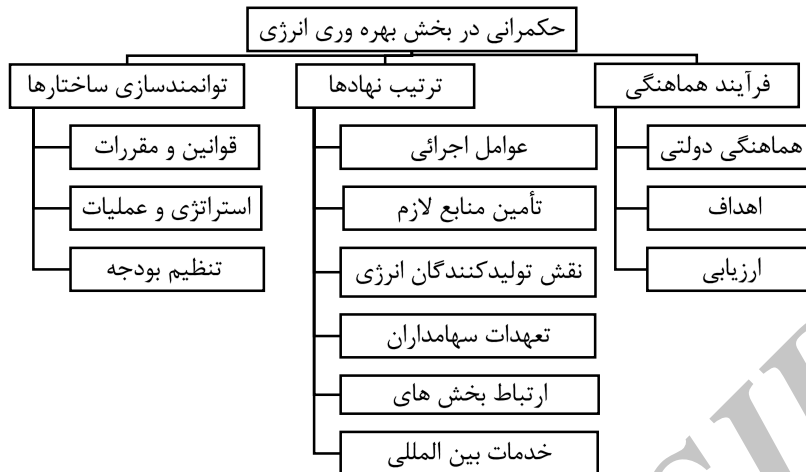 حکمرانی در بخش بهره وری انرژی
فرآیند هماهنگی
هماهنگی دولتی
اهداف
ارزیابی
ترتیب نهادها
عوامل اجرائی
تأمین منابع لازم
نقش تولیدکنندگان انرژی
تعهدات سهامداران
ارتباط بخش های
خدمات بین المللی
توانمندسازی ساختارها
قوانین و مقررات
استراتژی و عملیات
تنظیم بودجه